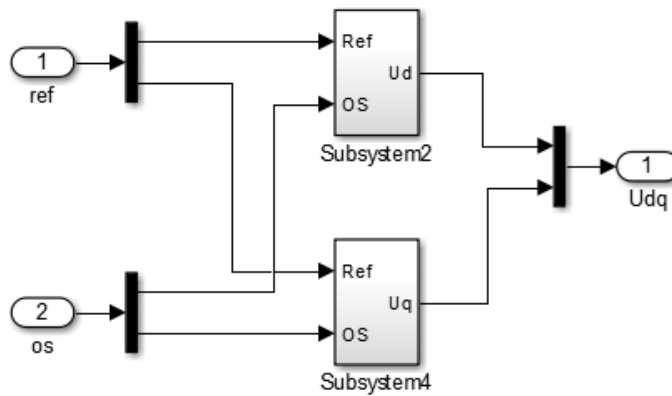 1
ref
2
os
Ref
Ud
OS
Subsystem2
Ref
Uq
OS
Subsystem4
1
Udq